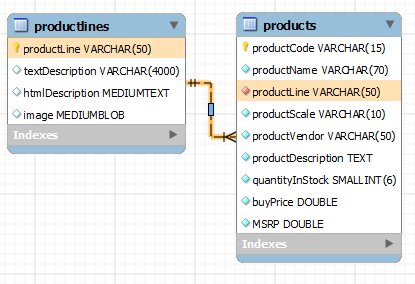 productlines
productLine VARCHAR(50)
textDescription VARCHAR(4000)
htmlDescription MEDIUMTEXT
image MEDIUMBLOB
Indexes
products
productCode VARCHAR(15)
productName VARCHAR(70)
productLine VARCHAR(50)
productScale VARCHAR(10)
productVendor VARCHAR(50)
productDescription TEXT
quantityInStock SMALLINT(6)
buyPrice DOUBLE
MSRP DOUBLE
Indexes